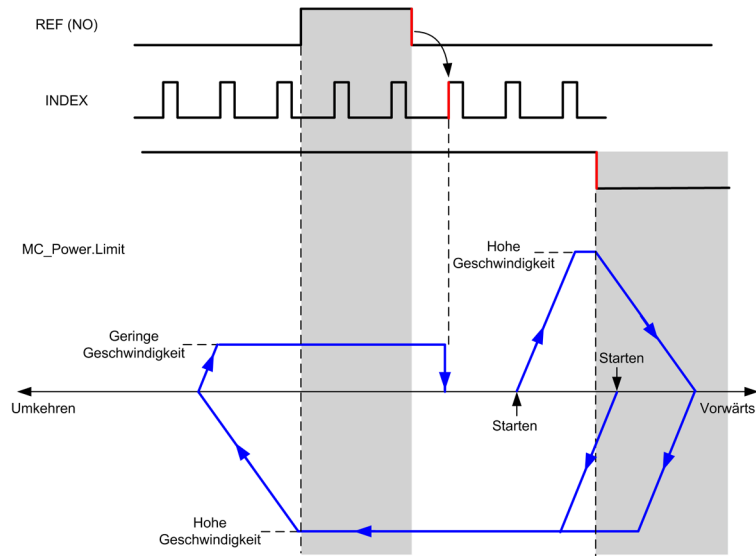 REF (NO)
INDEX
MC_Power.Limit
Hohe
Geschwindigkeit
Geringe
Geschwindigkeit
Starten
Umkehren
Vorwärts
Starten
Hohe
Geschwindigkeit